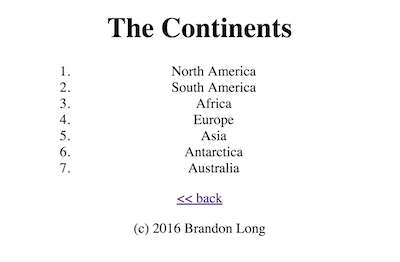 The Continents
1. North America
2. South America
3. Africa
4. Europe
5. Asia
6. Antarctica
7. Australia
<< back
(c) 2016 Brandon Long